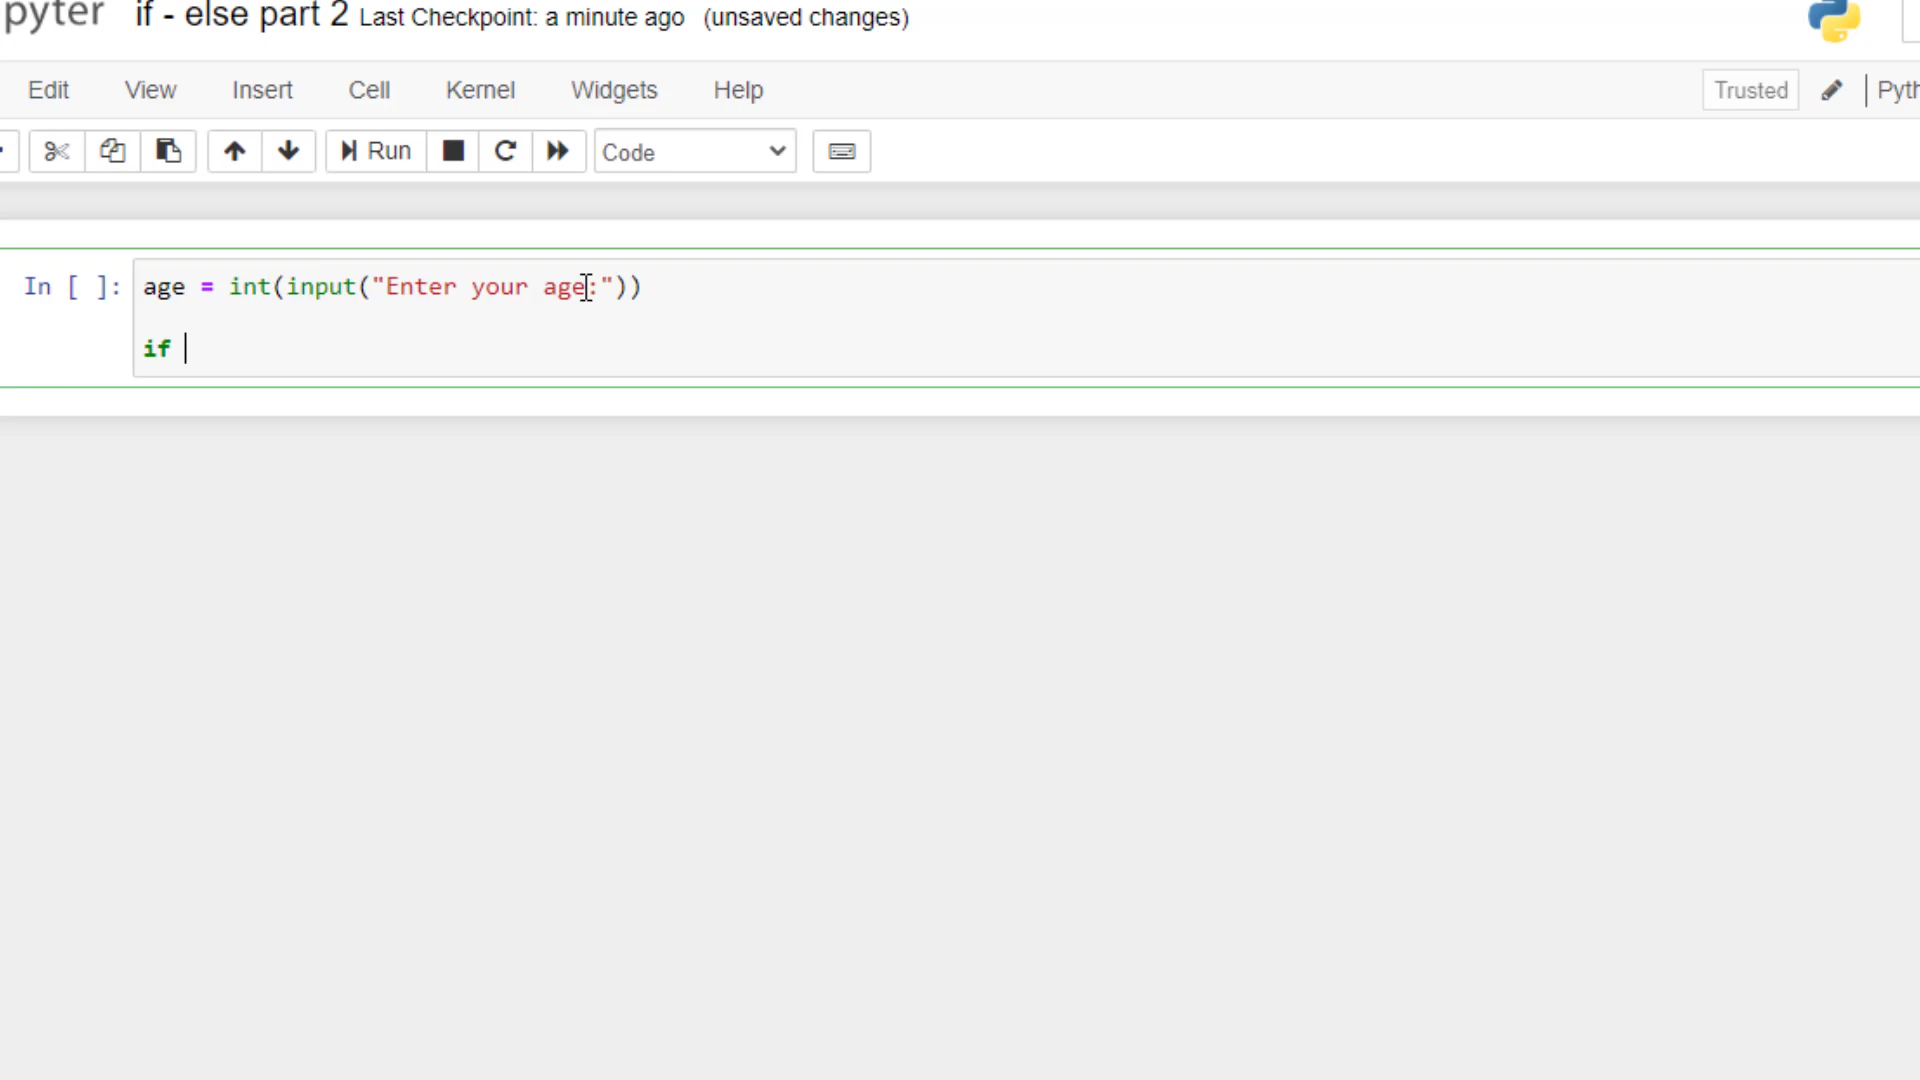 pyter if - else part 2 Last Checkpoint: a minute ago (unsaved changes)
Edit View Insert Cell Kernel Widgets Help Trusted Pyth
Run Code
In [ ]: age = int(input("Enter your age:"))
if